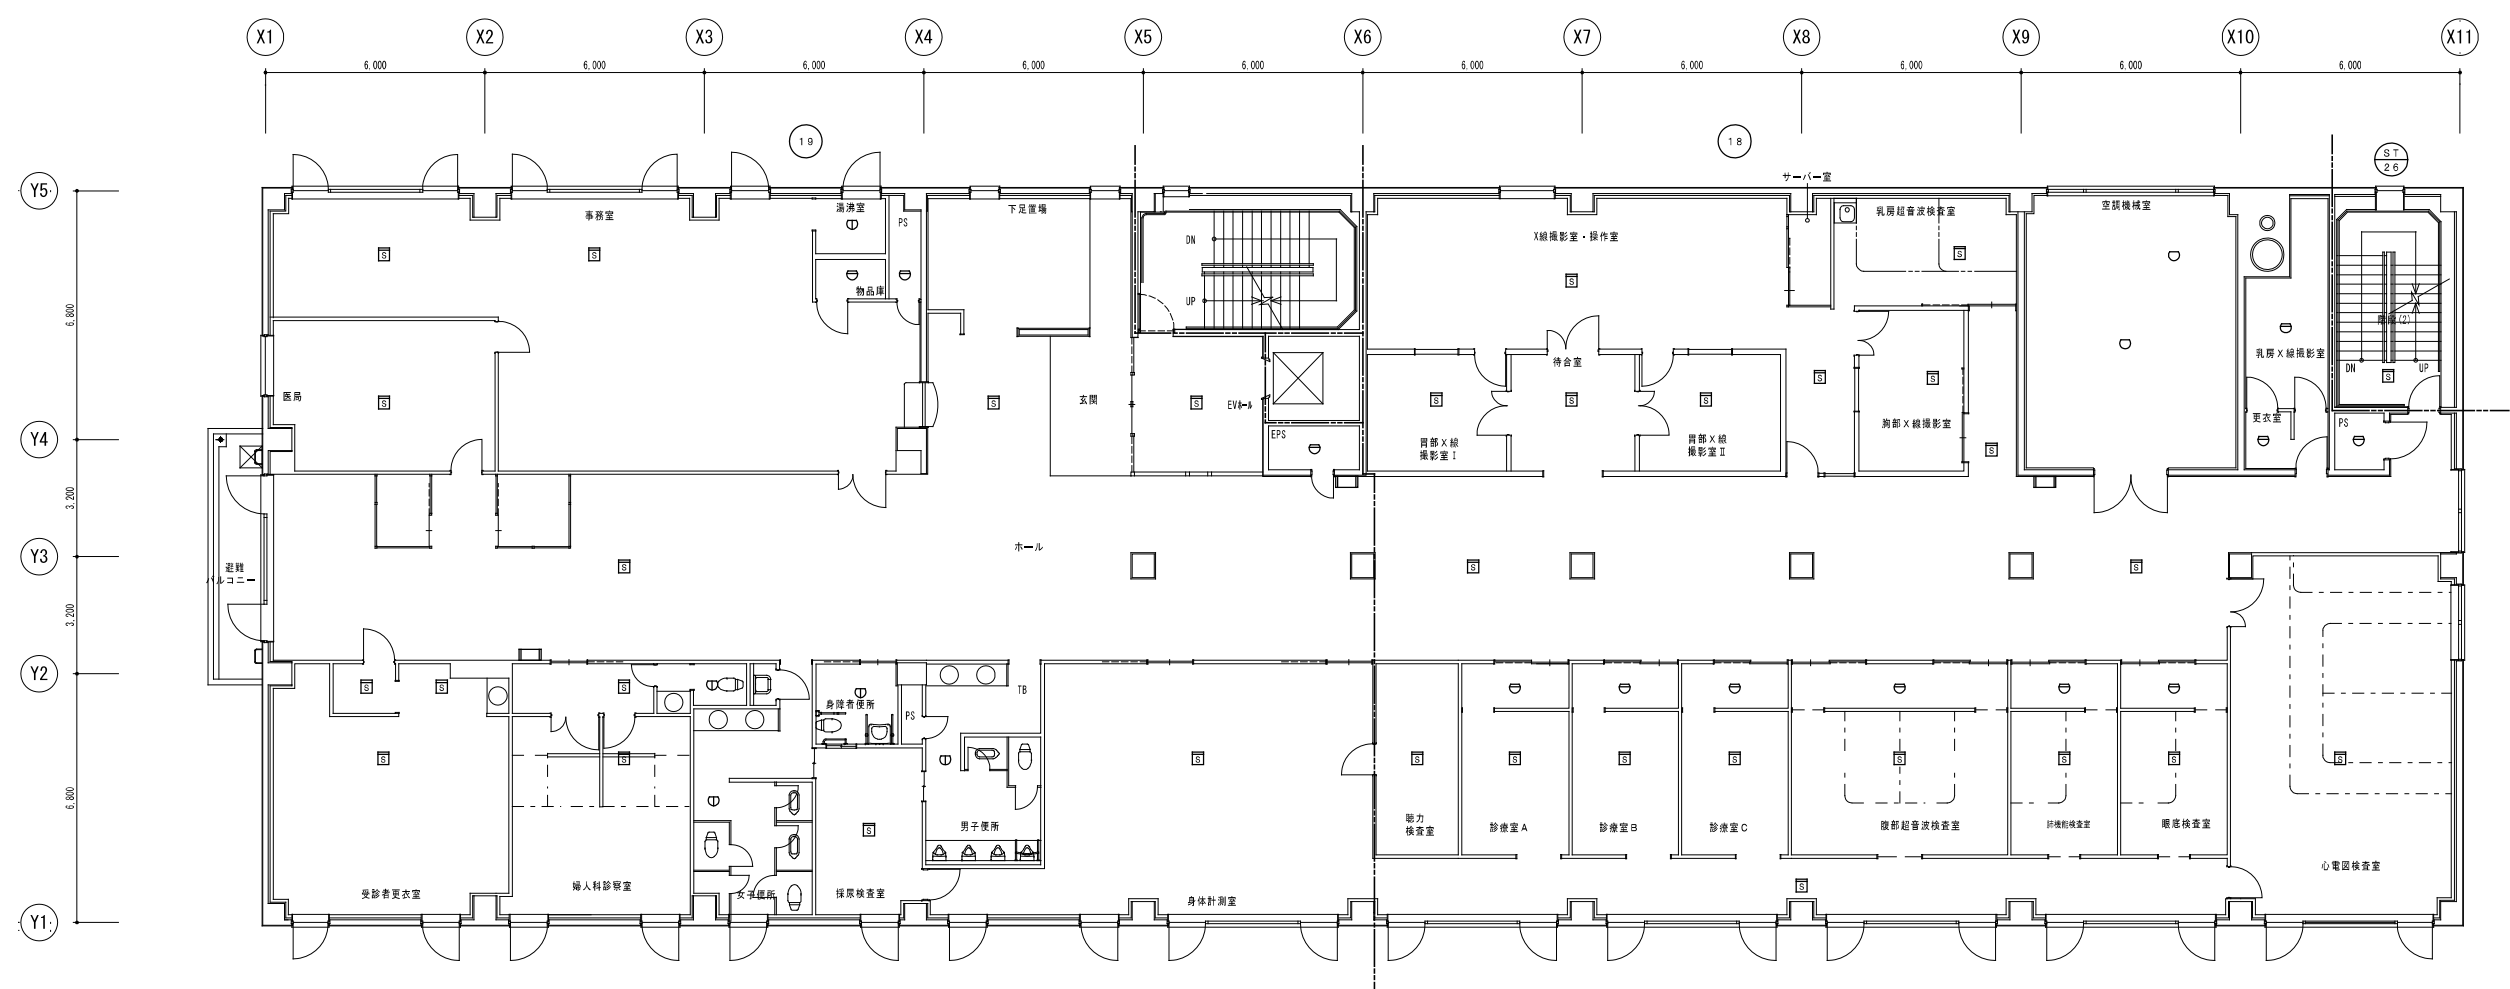 X1 X2 X3 X4 X5 X6 X7 X8 X9 X10 X11
6,000 6,000 6,000 6,000 6,000 6,000 6,000 6,000 6,000 6,000
19
18
ST
26
Y5
Y4
Y3
Y2
Y1
6,800
3,200
3,200
6,800
事務室
湯沸室
PS
物品庫
下足置場
DN
UP
X線撮影室・操作室
サーバー室
乳房超音波検査室
空調機械室
階段(2)
乳房X線撮影室
DN
UP
医局
玄関
EVホール
EPS
待合室
胃部X線
撮影室Ⅰ
胃部X線
撮影室Ⅱ
胸部X線撮影室
更衣室
PS
避難
バルコニー
ホール
身障者便所
PS
TB
男子便所
聴力
検査室
診療室A
診療室B
診療室C
腹部超音波検査室
肺機能検査室
眼底検査室
心電図検査室
受診者更衣室
婦人科診察室
女子便所
採尿検査室
身体計測室
S S S S S S S S S S S S S S S S S S S S S S S S S S S S S S S S S S